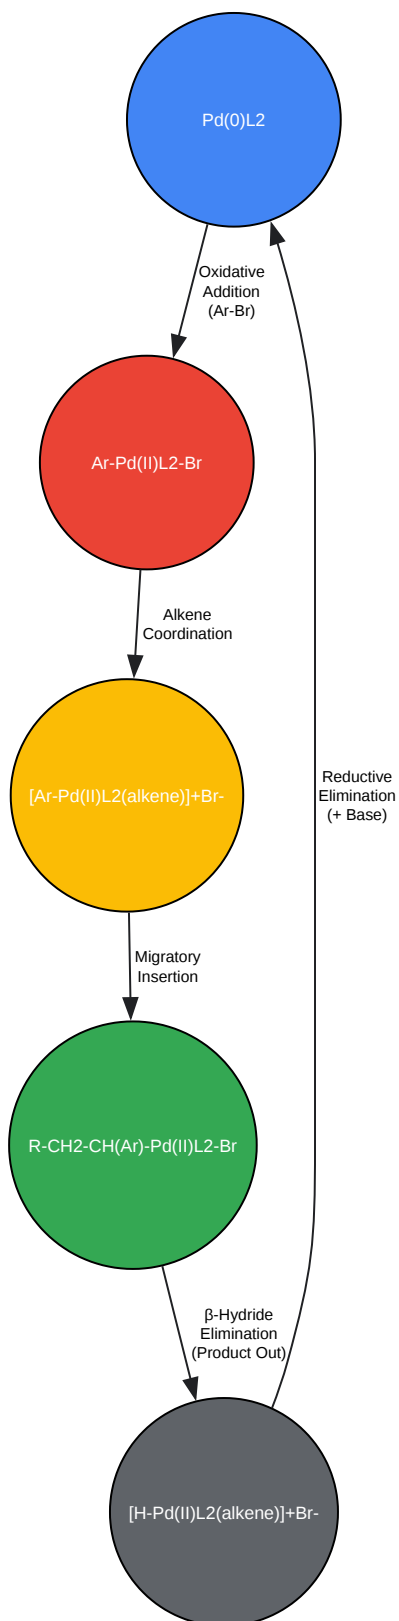 Pd(0)L2
Oxidative
Addition
(Ar-Br)
Ar-Pd(II)L2-Br
Alkene
Coordination
[Ar-Pd(II)L2(alkene)]+Br-
Reductive
Elimination
(+ Base)
Migratory
Insertion
R-CH2-CH(Ar)-Pd(II)L2-Br
β-Hydride
Elimination
(Product Out)
[H-Pd(II)L2(alkene)]+Br-